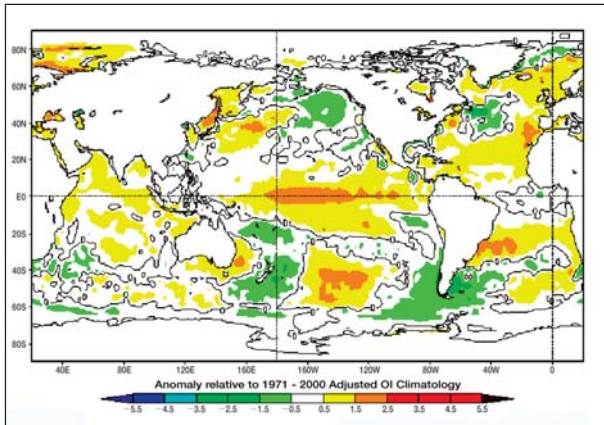 80N
60N
40N
20N
E0
20S
40S
60S
80S
40E 80E 120E 160W 120W 80W 40W 0
Anomaly relative to 1971 - 2000 Adjusted OI Climatology
-5.5 -4.5 -3.5 -2.5 -1.5 -0.5 0.5 1.5 2.5 3.5 4.5 5.5